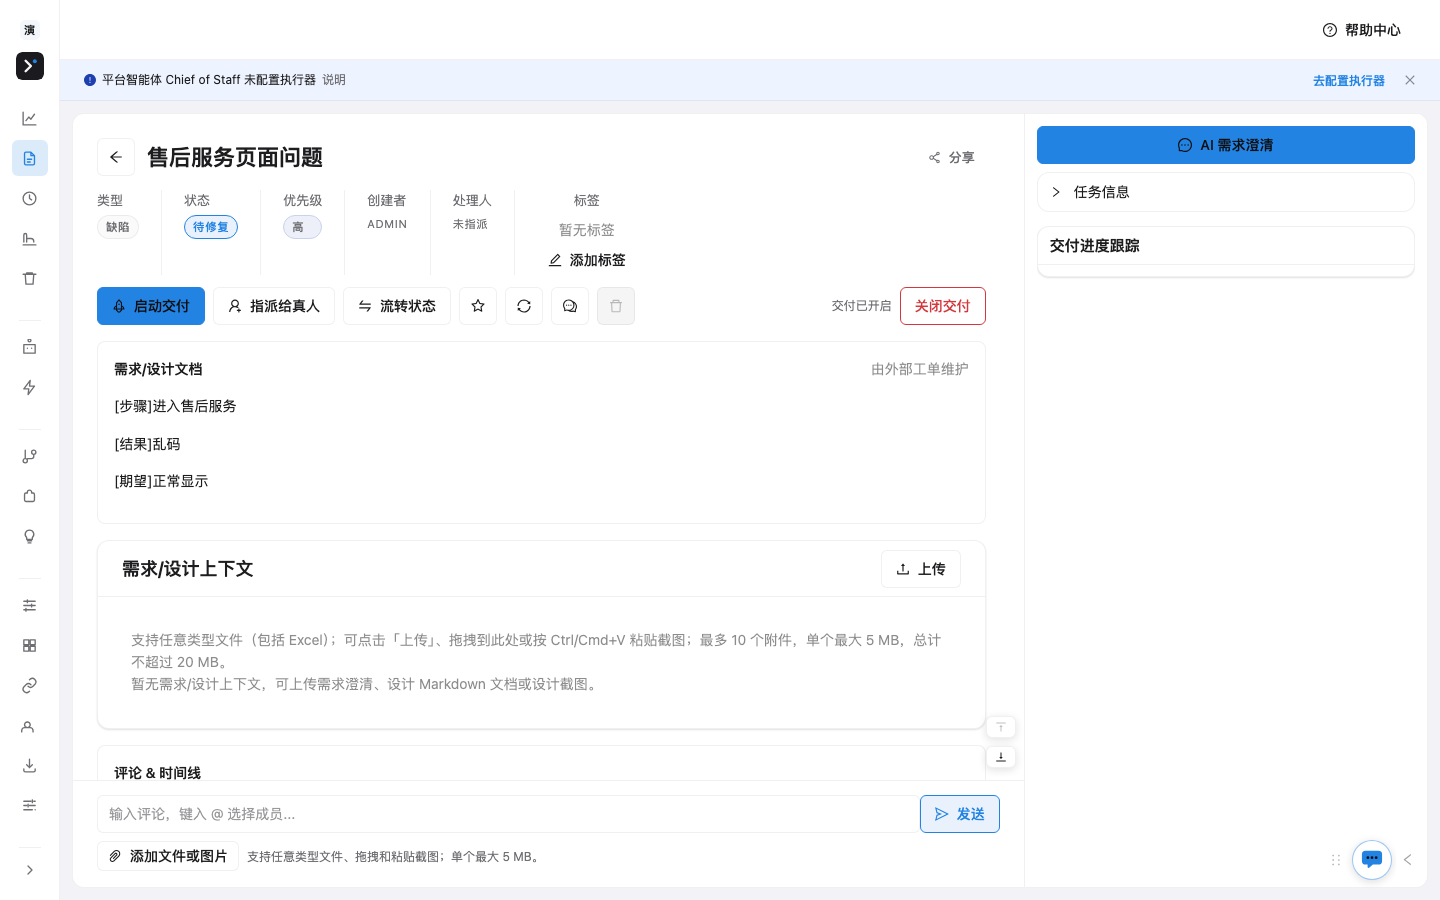 演
帮助中心
平台智能体 Chief of Staff 未配置执行器 说明
去配置执行器
售后服务页面问题
分享
类型
缺陷
状态
待修复
优先级
高
创建者
ADMIN
处理人
未指派
标签
暂无标签
添加标签
启动交付
指派给真人
流转状态
交付已开启
关闭交付
需求/设计文档
由外部工单维护
[步骤]进入售后服务
[结果]乱码
[期望]正常显示
需求/设计上下文
上传
支持任意类型文件（包括 Excel）；可点击「上传」、拖拽到此处或按 Ctrl/Cmd+V 粘贴截图；最多 10 个附件，单个最大 5 MB，总计
不超过 20 MB。
暂无需求/设计上下文，可上传需求澄清、设计 Markdown 文档或设计截图。
评论 & 时间线
输入评论，键入 @ 选择成员...
发送
添加文件或图片
支持任意类型文件、拖拽和粘贴截图；单个最大 5 MB。
AI 需求澄清
任务信息
交付进度跟踪